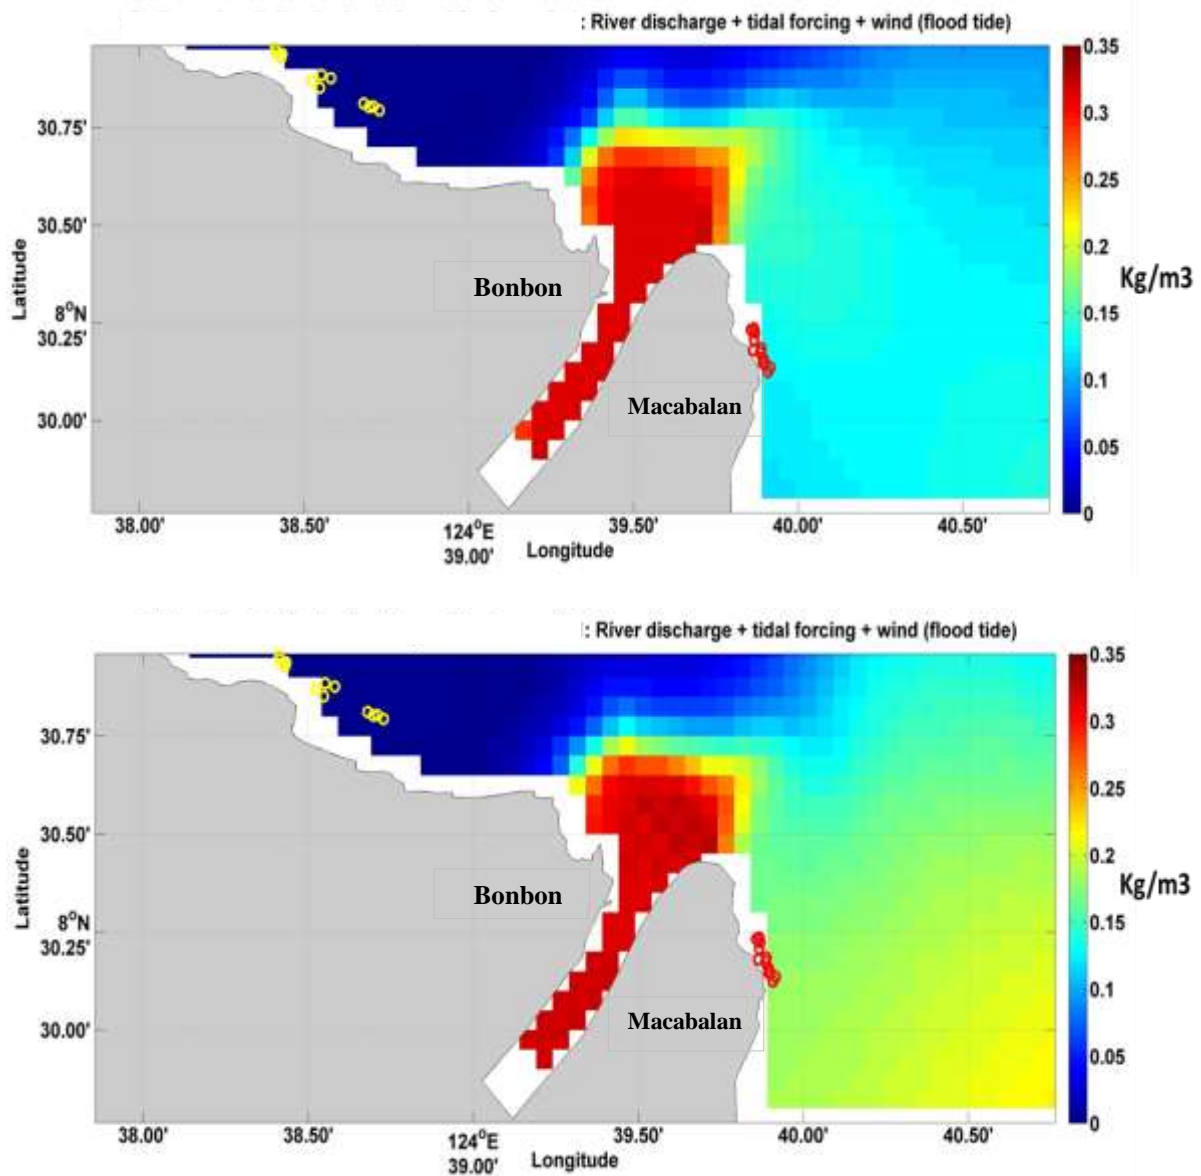 : River discharge + tidal forcing + wind (flood tide)
0.35
0.3
0.25
0.2
0.15
0.1
0.05
0
Kg/m3
30.75'
30.50'
8°N
30.25'
30.00'
Latitude
Bonbon
Macabalan
38.00'
38.50'
124°E
39.00'
39.50'
40.00'
40.50'
Longitude
: River discharge + tidal forcing + wind (flood tide)
0.35
0.3
0.25
0.2
0.15
0.1
0.05
0
Kg/m3
30.75'
30.50'
8°N
30.25'
30.00'
Latitude
Bonbon
Macabalan
38.00'
38.50'
124°E
39.00'
39.50'
40.00'
40.50'
Longitude